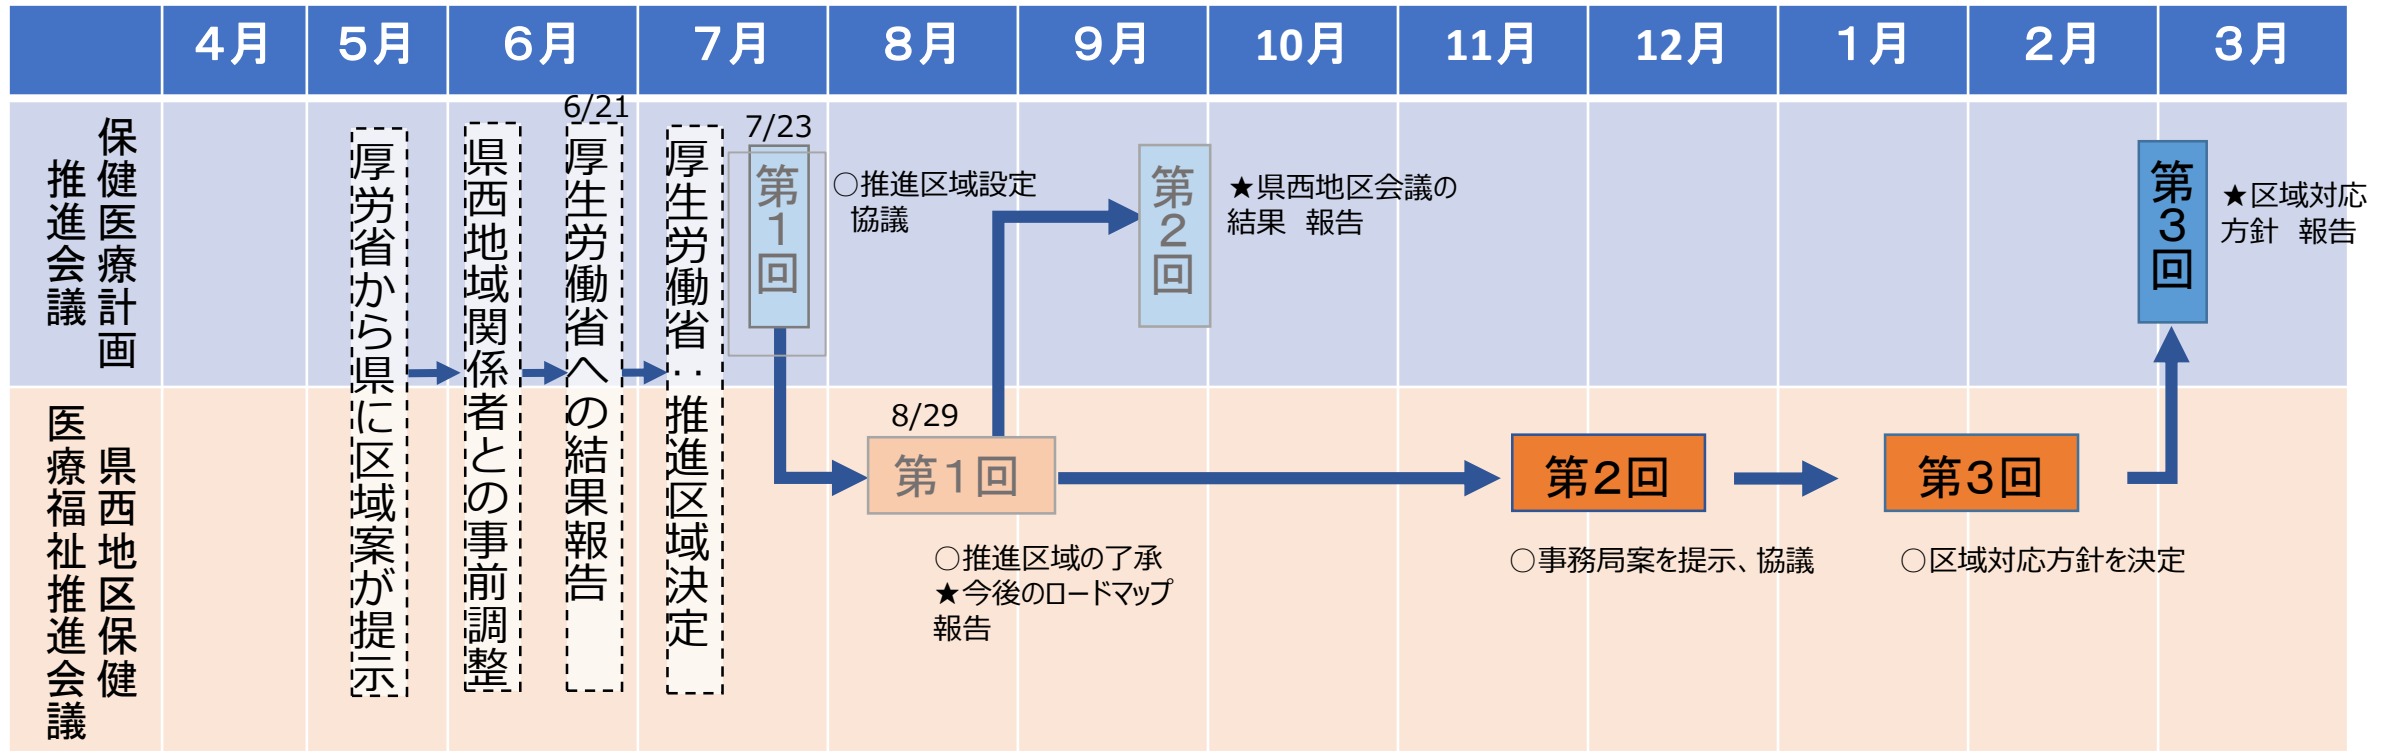 4月
5月
6月
7月
8月
9月
10月
11月
12月
1月
2月
3月
保健医療計画
推進会議
厚労省から県に区域案が提示
県西地域関係者との事前調整
6/21
厚生労働省への結果報告
厚生労働省：推進区域決定
7/23
第1回
○推進区域設定
協議
第2回
★県西地区会議の
結果　報告
第3回
★区域対応
方針　報告
県西地区保健
医療福祉推進会議
8/29
第1回
○推進区域の了承
★今後のロードマップ
報告
第2回
○事務局案を提示、協議
第3回
○区域対応方針を決定